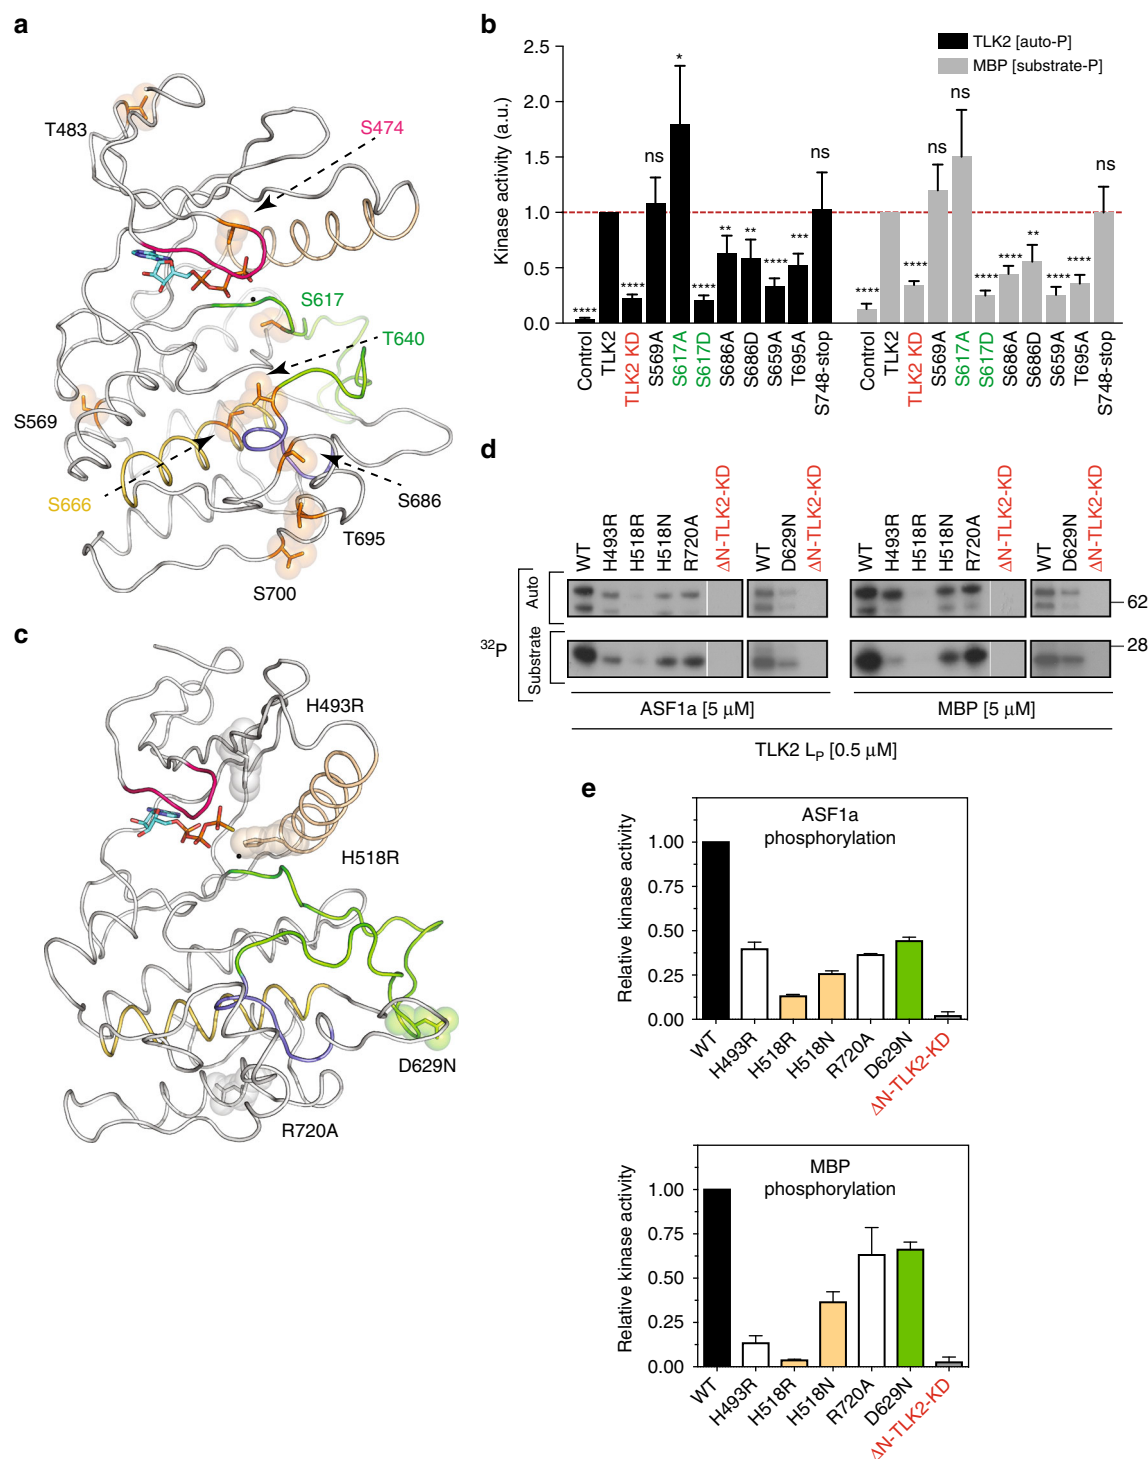 a
T483
S474
S617
T640
S569
S666
S686
T695
S700
b
TLK2 [auto-P]
MBP [substrate-P]
Kinase activity (a.u.)
2.5
2.0
1.5
1.0
0.5
0.0
**** **** ns * **** ** ** **** *** ns
**** **** ns ns **** **** ** **** **** ns
Control
TLK2
TLK2 KD
S569A
S617A
S617D
S686A
S686D
S659A
T695A
S748-stop
Control
TLK2
TLK2 KD
S569A
S617A
S617D
S686A
S686D
S659A
T695A
S748-stop
c
H493R
H518R
D629N
R720A
d
WT
H493R
H518R
H518N
R720A
ΔN-TLK2-KD
WT
D629N
ΔN-TLK2-KD
WT
H493R
H518R
H518N
R720A
ΔN-TLK2-KD
WT
D629N
ΔN-TLK2-KD
32P
Auto
Substrate
62
28
ASF1a [5 μM]
MBP [5 μM]
TLK2 LP [0.5 μM]
e
ASF1a
phosphorylation
Relative kinase activity
1.00
0.75
0.50
0.25
0.00
WT
H493R
H518R
H518N
R720A
D629N
ΔN-TLK2-KD
MBP
phosphorylation
Relative kinase activity
1.00
0.75
0.50
0.25
0.00
WT
H493R
H518R
H518N
R720A
D629N
ΔN-TLK2-KD